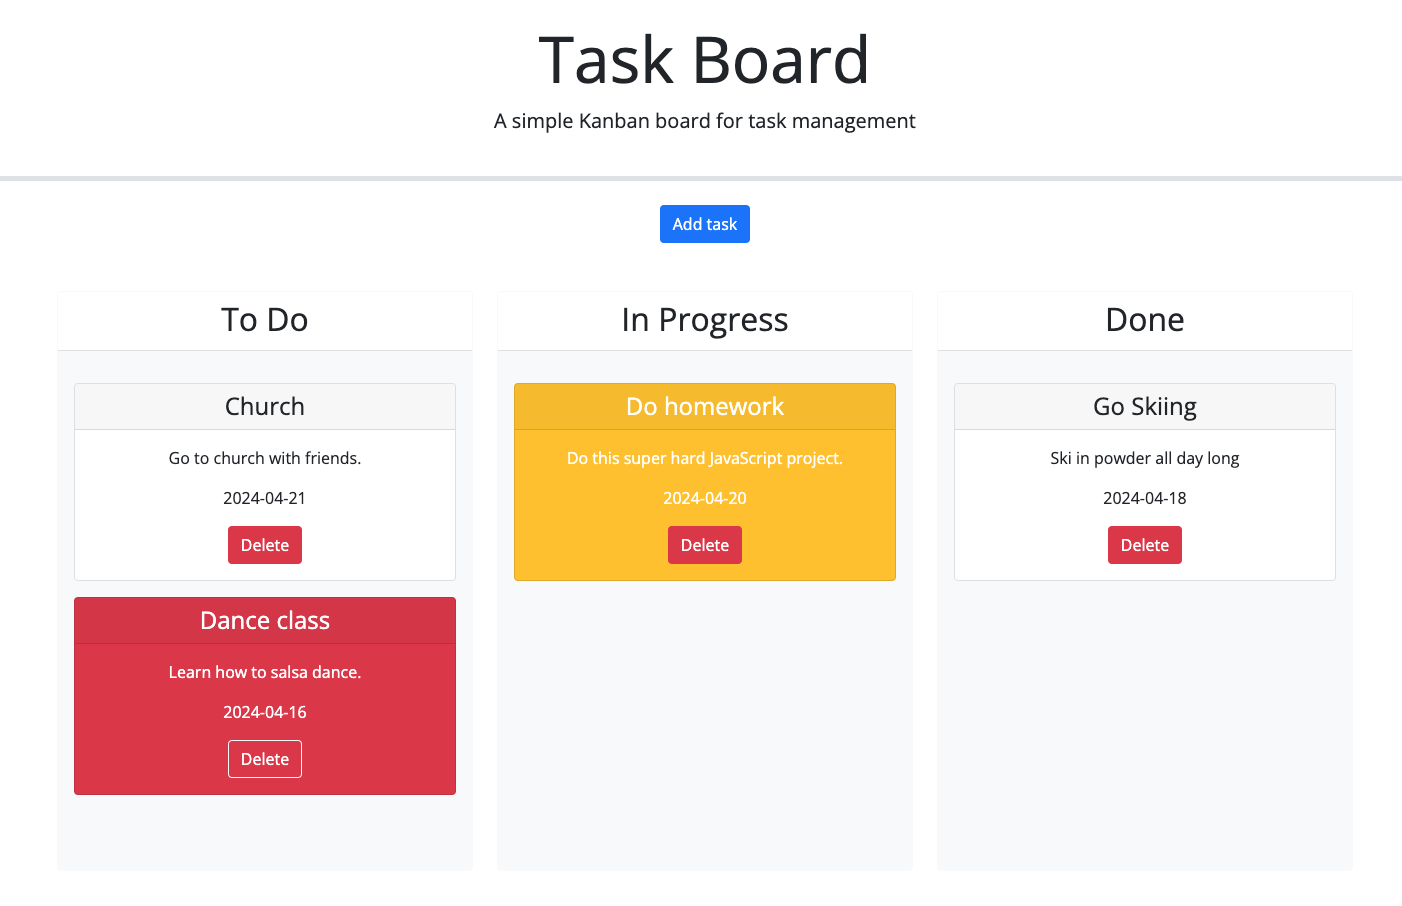 Task Board
A simple Kanban board for task management
Add task
To Do
Church
Go to church with friends.
2024-04-21
Delete
Dance class
Learn how to salsa dance.
2024-04-16
Delete
In Progress
Do homework
Do this super hard JavaScript project.
2024-04-20
Delete
Done
Go Skiing
Ski in powder all day long
2024-04-18
Delete